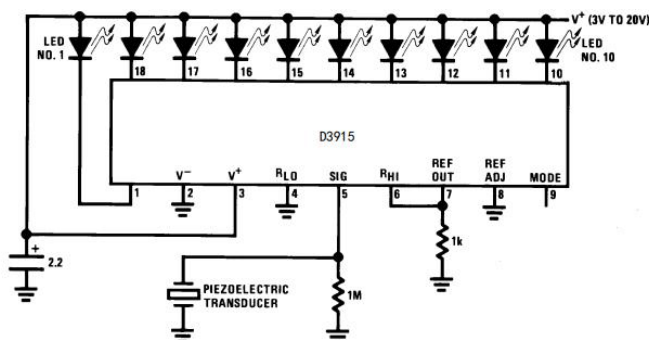 V+ (3V TO 20V)
LED
NO. 1
LED
NO. 10
18
17
16
15
14
13
12
11
10
D3915
V−
V+
RLO
SIG
RHI
REF
OUT
REF
ADJ
MODE
1
2
3
4
5
6
7
8
9
+
2.2
PIEZOELECTRIC
TRANSDUCER
1M
1k